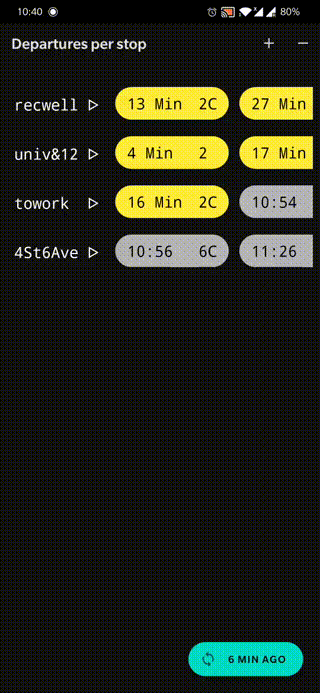 10:40 80%
Departures per stop + −
recwell ▷ 13 Min 2C 27 Min
univ&12 ▷ 4 Min 2 17 Min
towork ▷ 16 Min 2C 10:54
4St6Ave ▷ 10:56 6C 11:26
6 MIN AGO